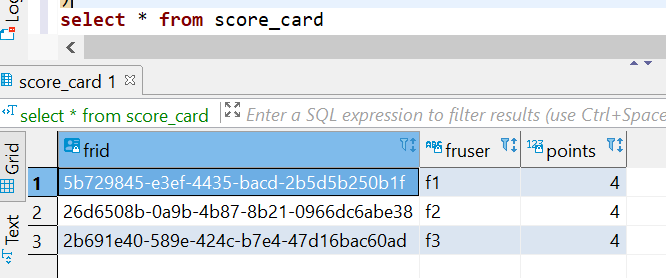 select * from score_card
score_card 1
select * from score_card
Enter a SQL expression to filter results (use Ctrl+Space
Grid
Text
frid fruser 123 points
1 5b729845-e3ef-4435-bacd-2b5d5b250b1f f1 4
2 26d6508b-0a9b-4b87-8b21-0966dc6abe38 f2 4
3 2b691e40-589e-424c-b7e4-47d16bac60ad f3 4